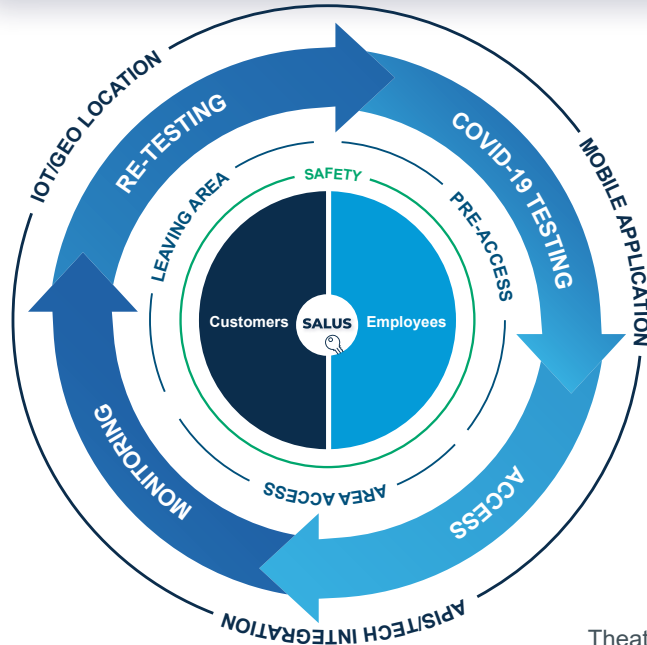 IOT/GEO LOCATION
MOBILE APPLICATION
APIS/TECH INTEGRATION
RE-TESTING
COVID-19 TESTING
ACCESS
MONITORING
LEAVING AREA
PRE-ACCESS
AREA ACCESS
SAFETY
Customers
SALUS
Employees
Theat